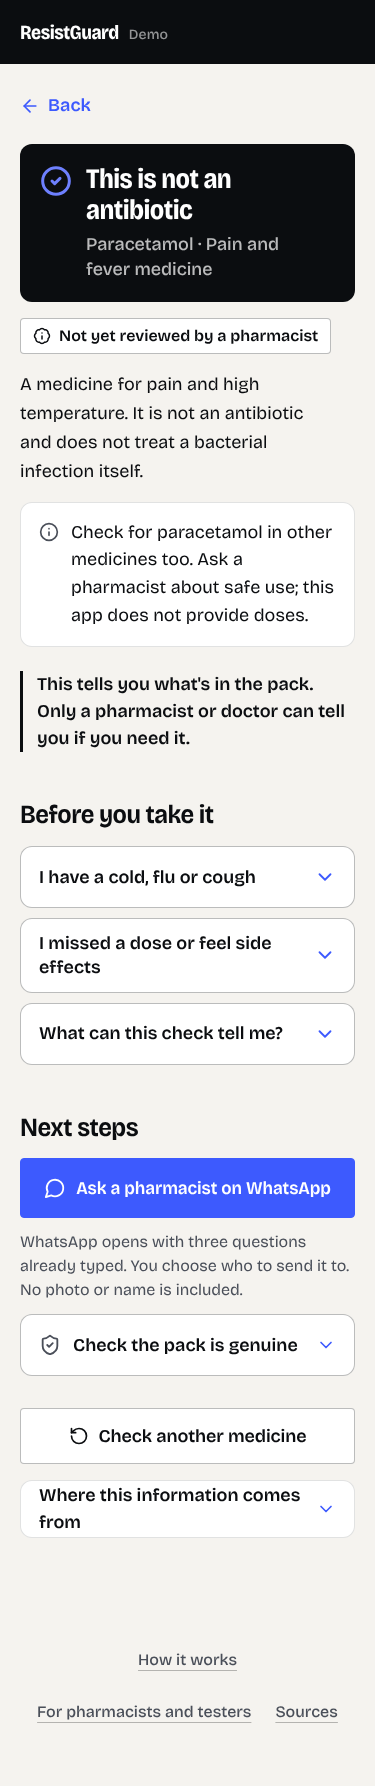 ResistGuard Demo
Back
This is not an
antibiotic
Paracetamol · Pain and
fever medicine
Not yet reviewed by a pharmacist
A medicine for pain and high
temperature. It is not an antibiotic
and does not treat a bacterial
infection itself.
Check for paracetamol in other
medicines too. Ask a
pharmacist about safe use; this
app does not provide doses.
This tells you what's in the pack.
Only a pharmacist or doctor can tell
you if you need it.
Before you take it
I have a cold, flu or cough
I missed a dose or feel side
effects
What can this check tell me?
Next steps
Ask a pharmacist on WhatsApp
WhatsApp opens with three questions
already typed. You choose who to send it to.
No photo or name is included.
Check the pack is genuine
Check another medicine
Where this information comes
from
How it works
For pharmacists and testers Sources